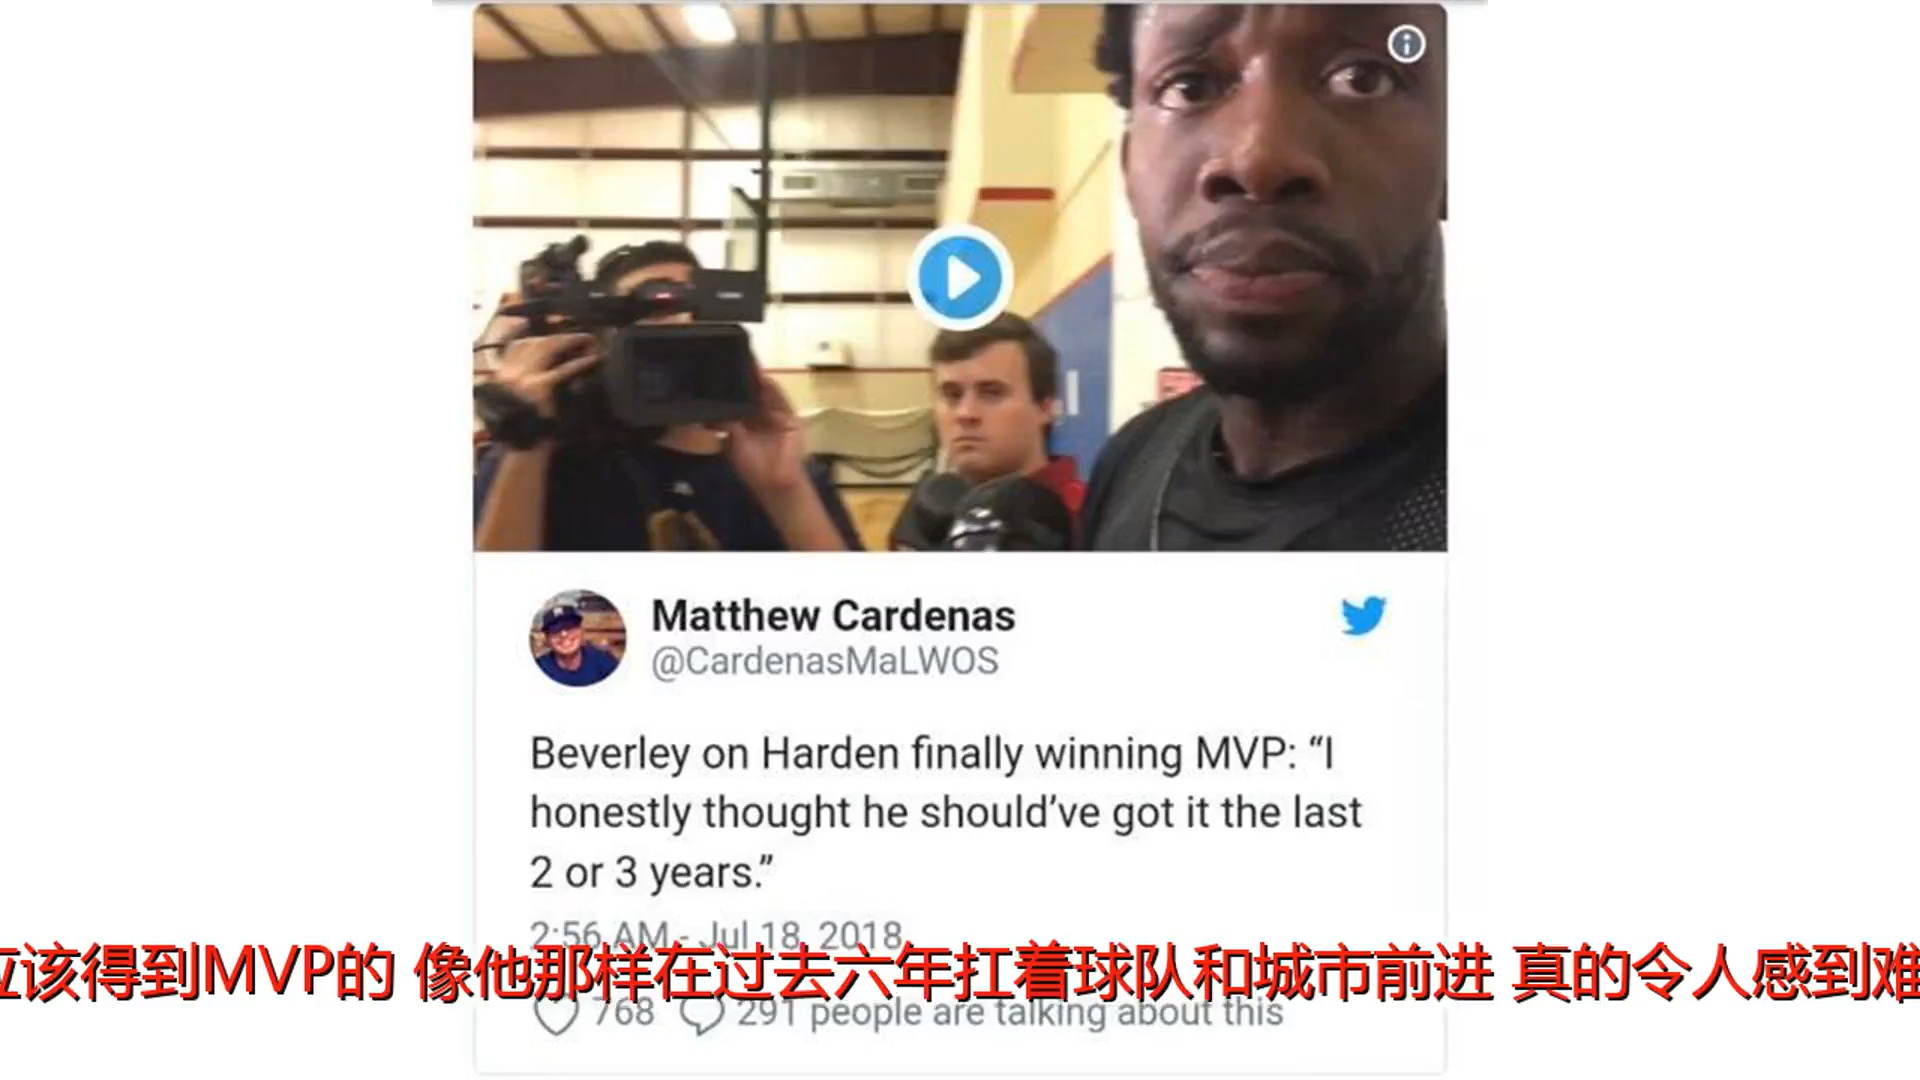 Matthew Cardenas
@CardenasMaLWOS
Beverley on Harden finally winning MVP: “I
honestly thought he should’ve got it the last
2 or 3 years.”
2:56 AM - Jul 18, 2018
应该得到MVP的 像他那样在过去六年扛着球队和城市前进 真的令人感到难
768 291 people are talking about this